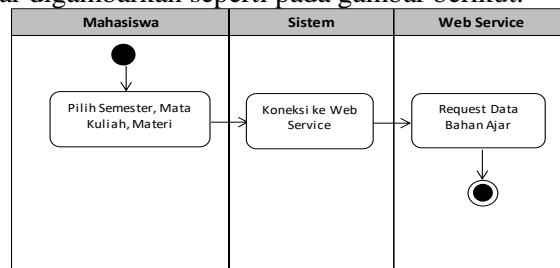 digambarkan seperti pada gambar berikut.
Mahasiswa
Sistem
Web Service
Pilih Semester, Mata
Kuliah, Materi
Koneksi ke Web
Service
Request Data
Bahan Ajar